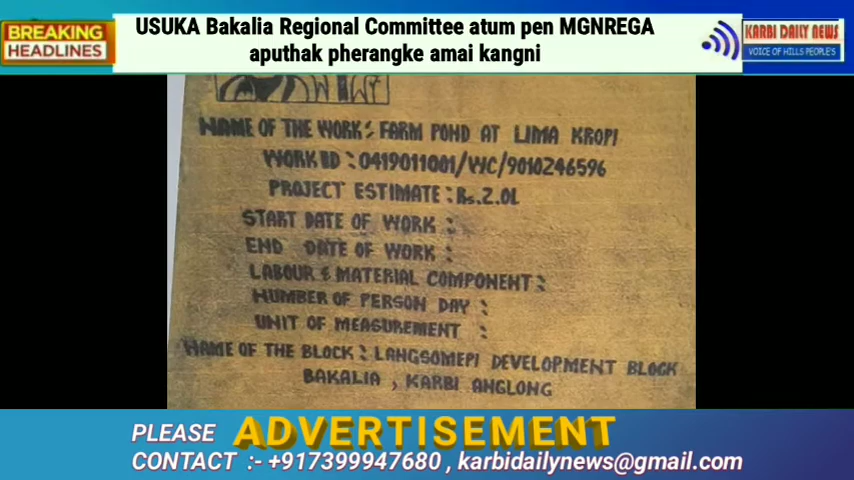 BREAKING
HEADLINES
USUKA Bakalia Regional Committee atum pen MGNREGA
aputhak pherangke amai kangni
KARBI DAILY NEWS
VOICE OF HILLS PEOPLE'S
NAME OF THE WORK : FARM POND AT LIMA KROPI
WORK ID : 0419011001/WC/9010246596
PROJECT ESTIMATE : Rs. 2.0L
START DATE OF WORK :
END DATE OF WORK :
LABOUR & MATERIAL COMPONENT :
NUMBER OF PERSON DAY :
UNIT OF MEASUREMENT :
NAME OF THE BLOCK : LANGSOMEPI DEVELOPMENT BLOCK
BAKALIA , KARBI ANGLONG
PLEASE ADVERTISEMENT
CONTACT :- +917399947680 , karbidailynews@gmail.com